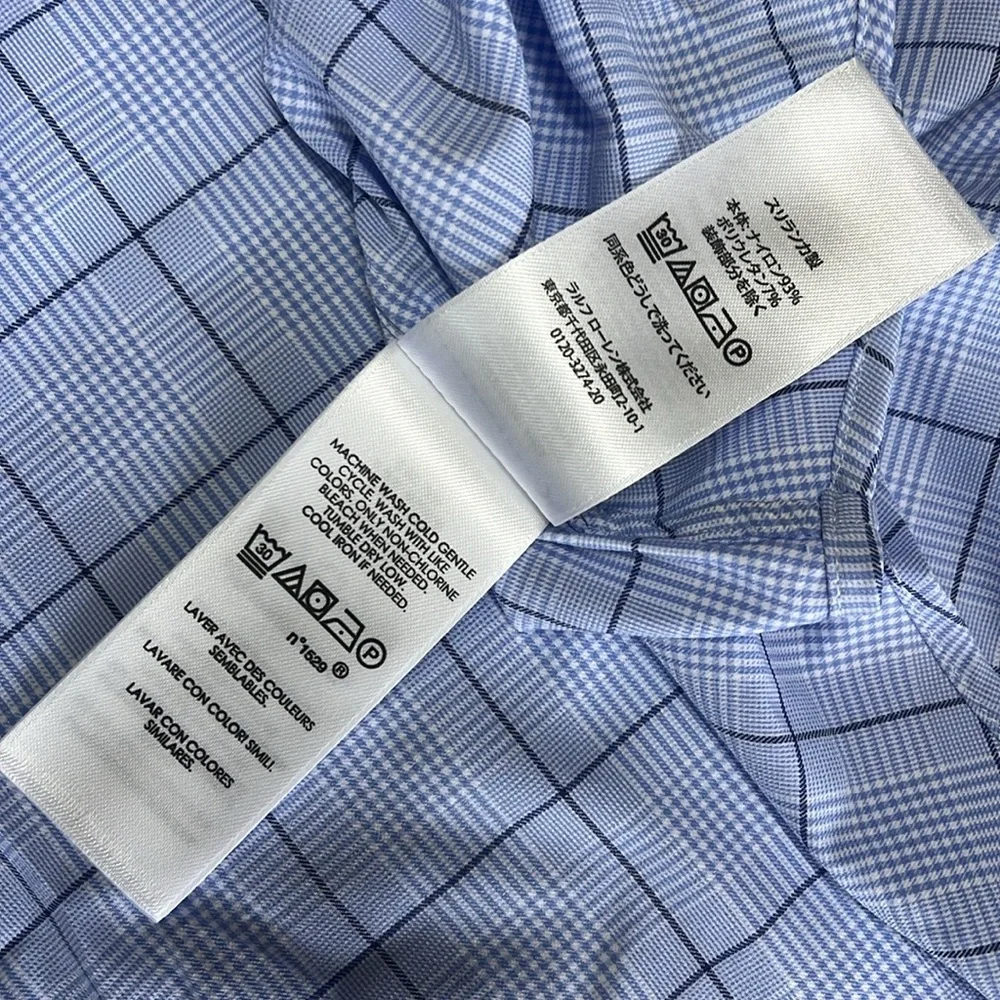 スリランカ製
本体:ナイロン93%
ポリウレタン7%
装飾部分を除く
30
P
同系色どうしで洗ってください
ラルフ ローレン株式会社
東京都千代田区永田町2-10-1
0120-3274-20
MACHINE WASH COLD GENTLE
CYCLE. WASH WITH LIKE
COLORS. ONLY NON-CHLORINE
BLEACH WHEN NEEDED.
TUMBLE DRY LOW.
COOL IRON IF NEEDED.
30
P
n°1529 ®
LAVER AVEC DES COULEURS
SEMBLABLES.
LAVARE CON COLORI SIMILI.
LAVAR CON COLORES
SIMILARES.